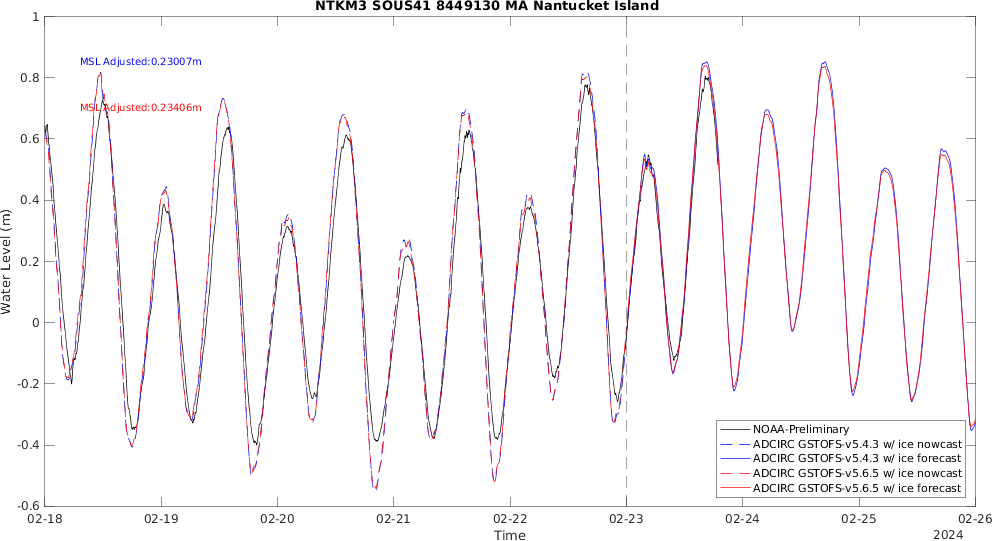 NTKM3 SOUS41 8449130 MA Nantucket Island
MSL Adjusted:0.23007m
MSL Adjusted:0.23406m
Water Level (m)
1
0.8
0.6
0.4
0.2
0
-0.2
-0.4
-0.6
NOAA-Preliminary
ADCIRC GSTOFS-v5.4.3 w/ ice nowcast
ADCIRC GSTOFS-v5.4.3 w/ ice forecast
ADCIRC GSTOFS-v5.6.5 w/ ice nowcast
ADCIRC GSTOFS-v5.6.5 w/ ice forecast
02-18 02-19 02-20 02-21 02-22 02-23 02-24 02-25 02-26
Time
2024